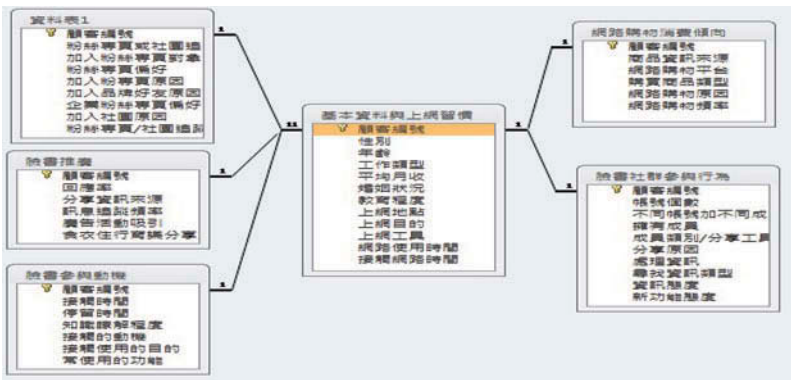 資料表1
顧客編號
粉絲專頁或社團追
加入粉絲專頁對象
粉絲專頁偏好
加入粉絲專頁原因
加入品牌好友原因
企業粉絲專頁偏好
加入社團原因
粉絲專頁/社團追蹤
臉書推廣
顧客編號
回應率
分享資訊來源
訊息追蹤頻率
廣告活動吸引
食衣住行育樂分享
臉書參與動機
顧客編號
接觸時間
停留時間
知識瞭解程度
接觸的動機
接觸使用的目的
常使用的功能
1
1
1
11
1
基本資料與上網習慣
顧客編號
性別
年齡
工作類型
平均月收
婚姻狀況
教育程度
上網地點
上網目的
上網工具
網路使用時間
接觸網路時間
1
1
網路購物消費傾向
顧客編號
商品資訊來源
網路購物平台
購買商品類型
網路購物原因
網路購物頻率
臉書社群參與行為
顧客編號
帳號個數
不同帳號加不同成
擁有成員
成員類別/分享工具
分享原因
處理資訊
尋找資訊類型
資訊態度
新功能態度